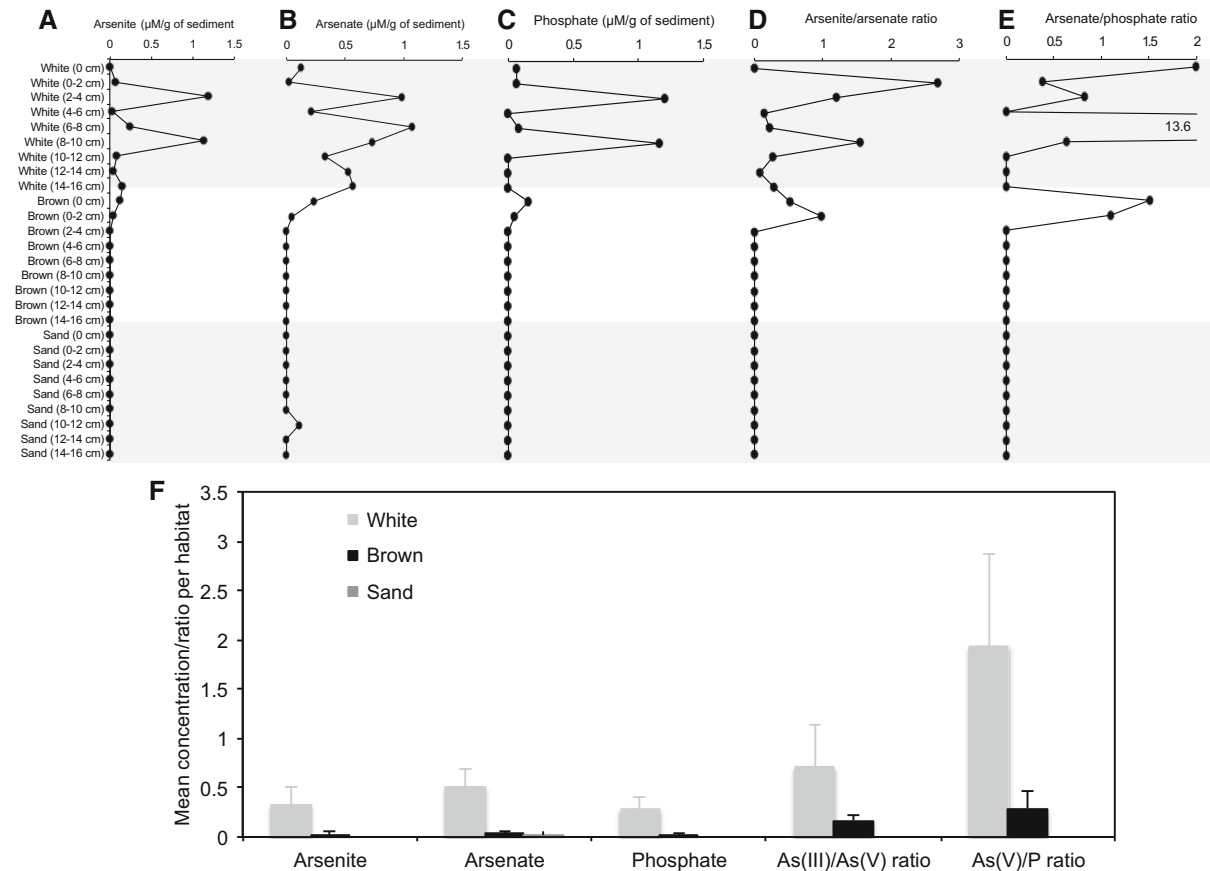 A
Arsenite (µM/g of sediment
0 0.5 1 1.5
B
Arsenate (µM/g of sediment)
0 0.5 1 1.5
C
Phosphate (µM/g of sediment)
0 0.5 1 1.5
D
Arsenite/arsenate ratio
0 1 2 3
E
Arsenate/phosphate ratio
0 0.5 1 1.5 2
White (0 cm)
White (0-2 cm)
White (2-4 cm)
White (4-6 cm)
White (6-8 cm)
13.6
White (8-10 cm)
White (10-12 cm)
White (12-14 cm)
White (14-16 cm)
Brown (0 cm)
Brown (0-2 cm)
Brown (2-4 cm)
Brown (4-6 cm)
Brown (6-8 cm)
Brown (8-10 cm)
Brown (10-12 cm)
Brown (12-14 cm)
Brown (14-16 cm)
Sand (0 cm)
Sand (0-2 cm)
Sand (2-4 cm)
Sand (4-6 cm)
Sand (6-8 cm)
Sand (8-10 cm)
Sand (10-12 cm)
Sand (12-14 cm)
Sand (14-16 cm)
F
Mean concentration/ratio per habitat
3.5
3
2.5
2
1.5
1
0.5
0
White
Brown
Sand
Arsenite
Arsenate
Phosphate
As(III)/As(V) ratio
As(V)/P ratio